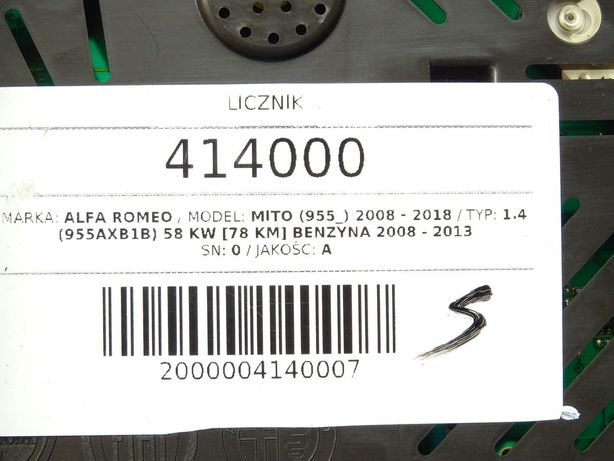 LICZNIK
414000
MARKA: ALFA ROMEO / MODEL: MITO (955_) 2008 - 2018 / TYP: 1.4
(955AXB1B) 58 KW [78 KM] BENZYNA 2008 - 2013
SN: 0 / JAKOŚC: A
2000004140007
S